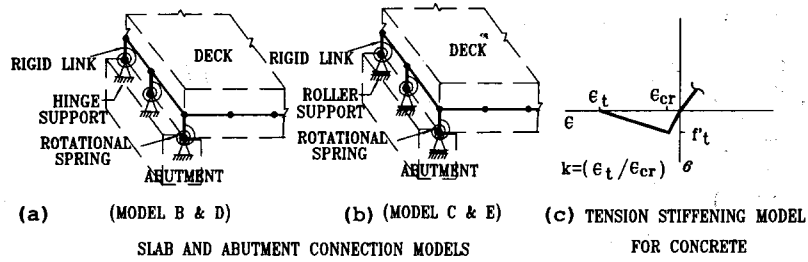 DECK
RIGID LINK
HINGE
SUPPORT
ROTATIONAL
SPRING
ABUTMENT
(a) (MODEL B & D)
DECK
RIGID LINK
ROLLER
SUPPORT
ROTATIONAL
SPRING
ABUTMENT
(b) (MODEL C & E)
SLAB AND ABUTMENT CONNECTION MODELS
ϵt ϵcr
ϵ
f't
k=(ϵt/ϵcr) σ
(c) TENSION STIFFENING MODEL
FOR CONCRETE